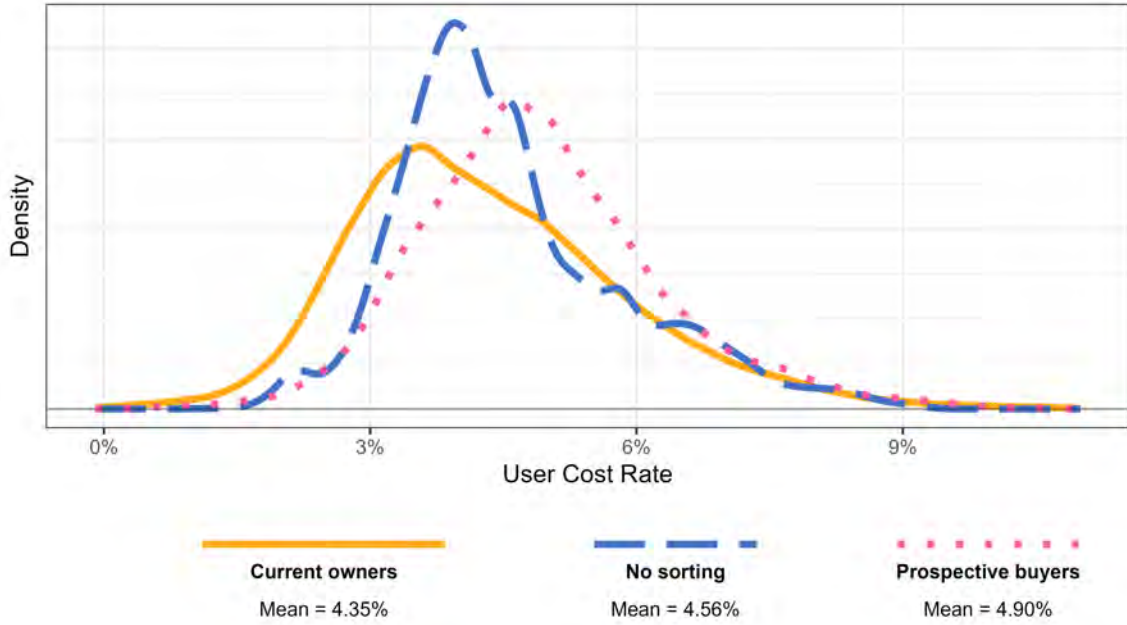 Density
0%
3%
6%
9%
User Cost Rate
Current owners
No sorting
Prospective buyers
Mean = 4.35%
Mean = 4.56%
Mean = 4.90%